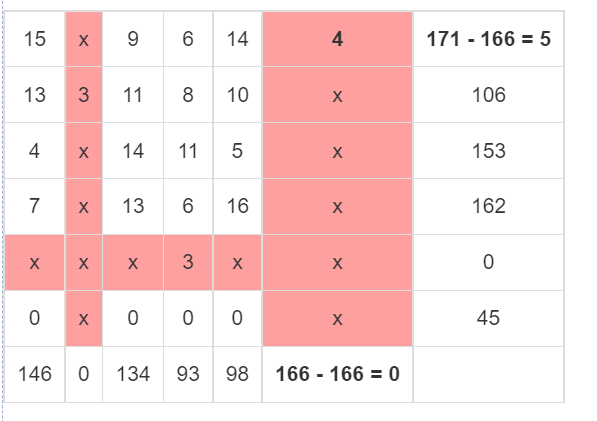 15 x 9 6 14 4 171 - 166 = 5
13 3 11 8 10 x 106
4 x 14 11 5 x 153
7 x 13 6 16 x 162
x x x 3 x x 0
0 x 0 0 0 x 45
146 0 134 93 98 166 - 166 = 0